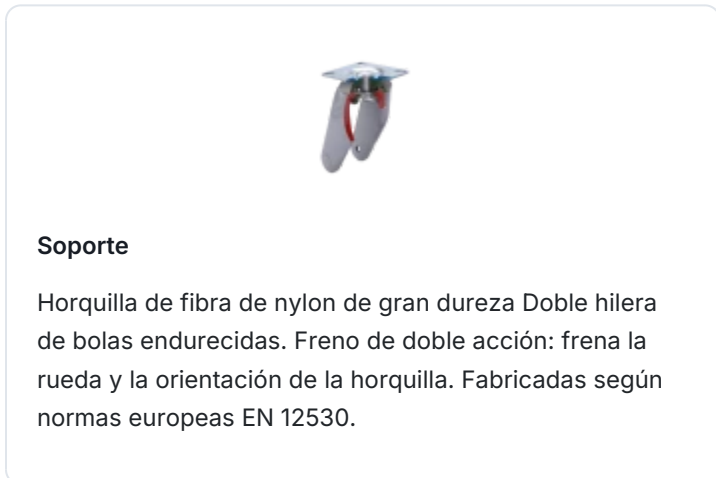 Soporte
Horquilla de fibra de nylon de gran dureza Doble hilera
de bolas endurecidas. Freno de doble acción: frena la
rueda y la orientación de la horquilla. Fabricadas según
normas europeas EN 12530.